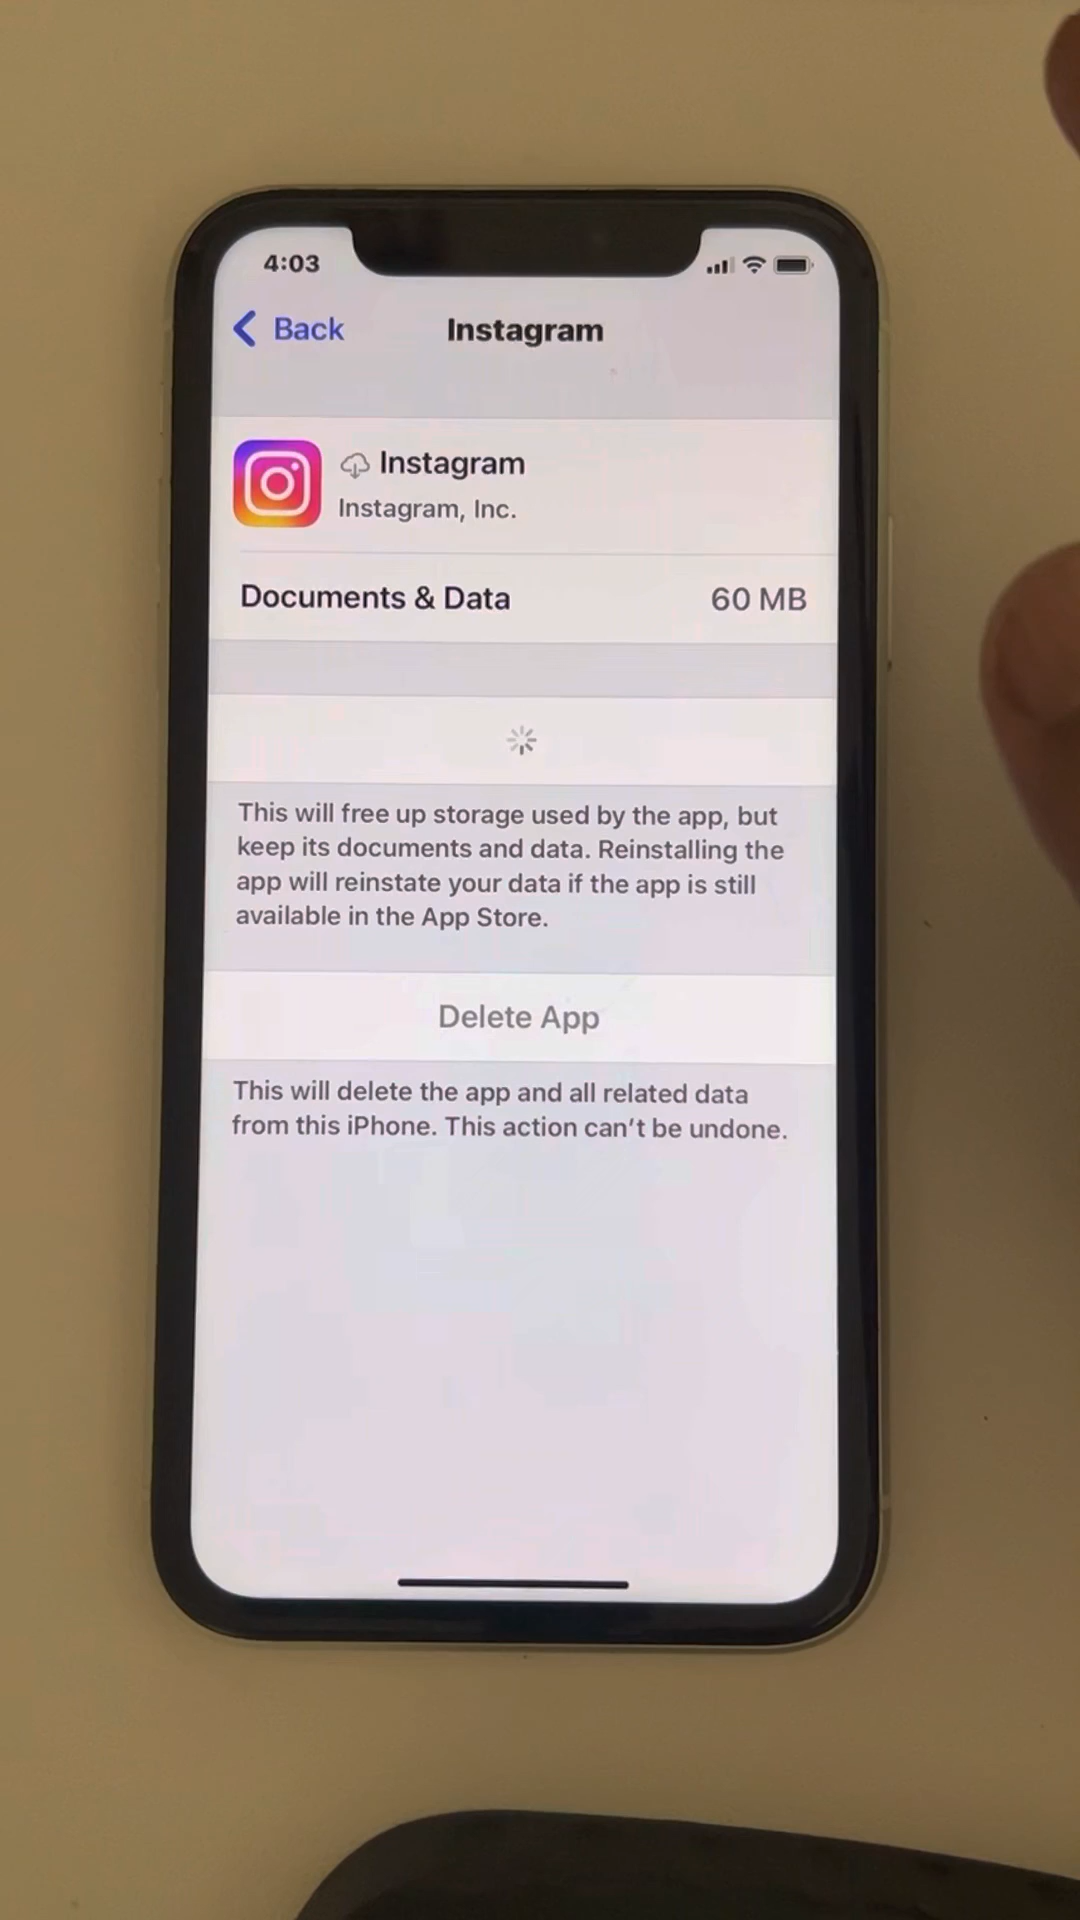 4:03
Back
Instagram
Instagram
Instagram, Inc.
Documents & Data
60 MB
This will free up storage used by the app, but
keep its documents and data. Reinstalling the
app will reinstate your data if the app is still
available in the App Store.
Delete App
This will delete the app and all related data
from this iPhone. This action can't be undone.